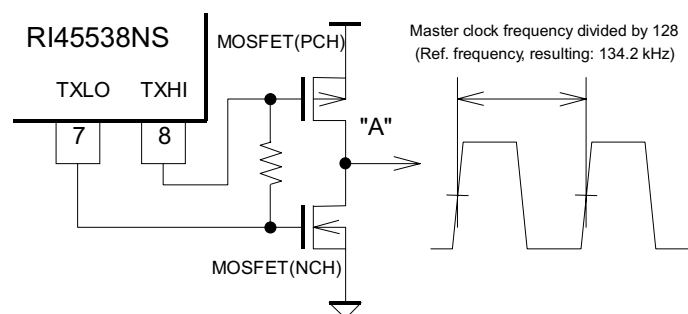 RI45538NS
MOSFET(PCH)
Master clock frequency divided by 128
(Ref. frequency, resulting: 134.2 kHz)
TXLO TXHI
"A"
7 8
MOSFET(NCH)